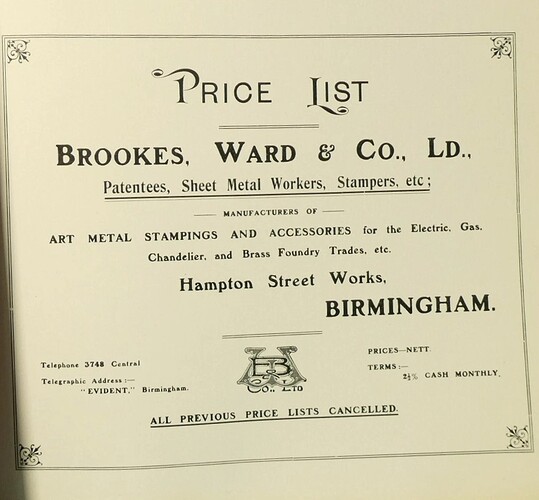 PRICE LIST
BROOKES, WARD & CO., LD.,
Patentees, Sheet Metal Workers, Stampers, etc;
MANUFACTURERS OF
ART METAL STAMPINGS AND ACCESSORIES for the Electric, Gas,
Chandelier, and Brass Foundry Trades, etc.
Hampton Street Works,
BIRMINGHAM.
Telephone 3748 Central
Telegraphic Address:—
"EVIDENT," Birmingham.
Co., LTD
PRICES—NETT.
TERMS:—
2½% CASH MONTHLY.
ALL PREVIOUS PRICE LISTS CANCELLED.